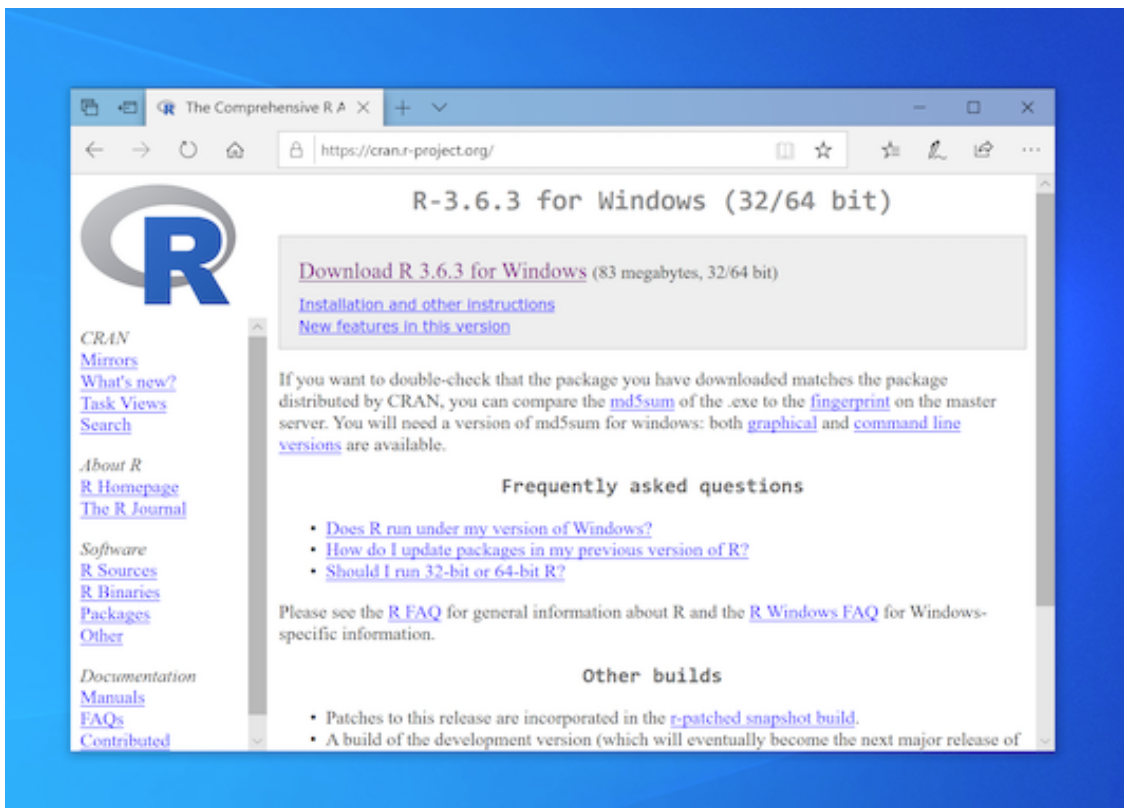 The Comprehensive R A
https://cran.r-project.org/
R
CRAN
Mirrors
What's new?
Task Views
Search
About R
R Homepage
The R Journal
Software
R Sources
R Binaries
Packages
Other
Documentation
Manuals
FAQs
Contributed
R-3.6.3 for Windows (32/64 bit)
Download R 3.6.3 for Windows (83 megabytes, 32/64 bit)
Installation and other instructions
New features in this version
If you want to double-check that the package you have downloaded matches the package
distributed by CRAN, you can compare the md5sum of the .exe to the fingerprint on the master
server. You will need a version of md5sum for windows: both graphical and command line
versions are available.
Frequently asked questions
• Does R run under my version of Windows?
• How do I update packages in my previous version of R?
• Should I run 32-bit or 64-bit R?
Please see the R FAQ for general information about R and the R Windows FAQ for Windows-
specific information.
Other builds
• Patches to this release are incorporated in the r-patched snapshot build.
• A build of the development version (which will eventually become the next major release of